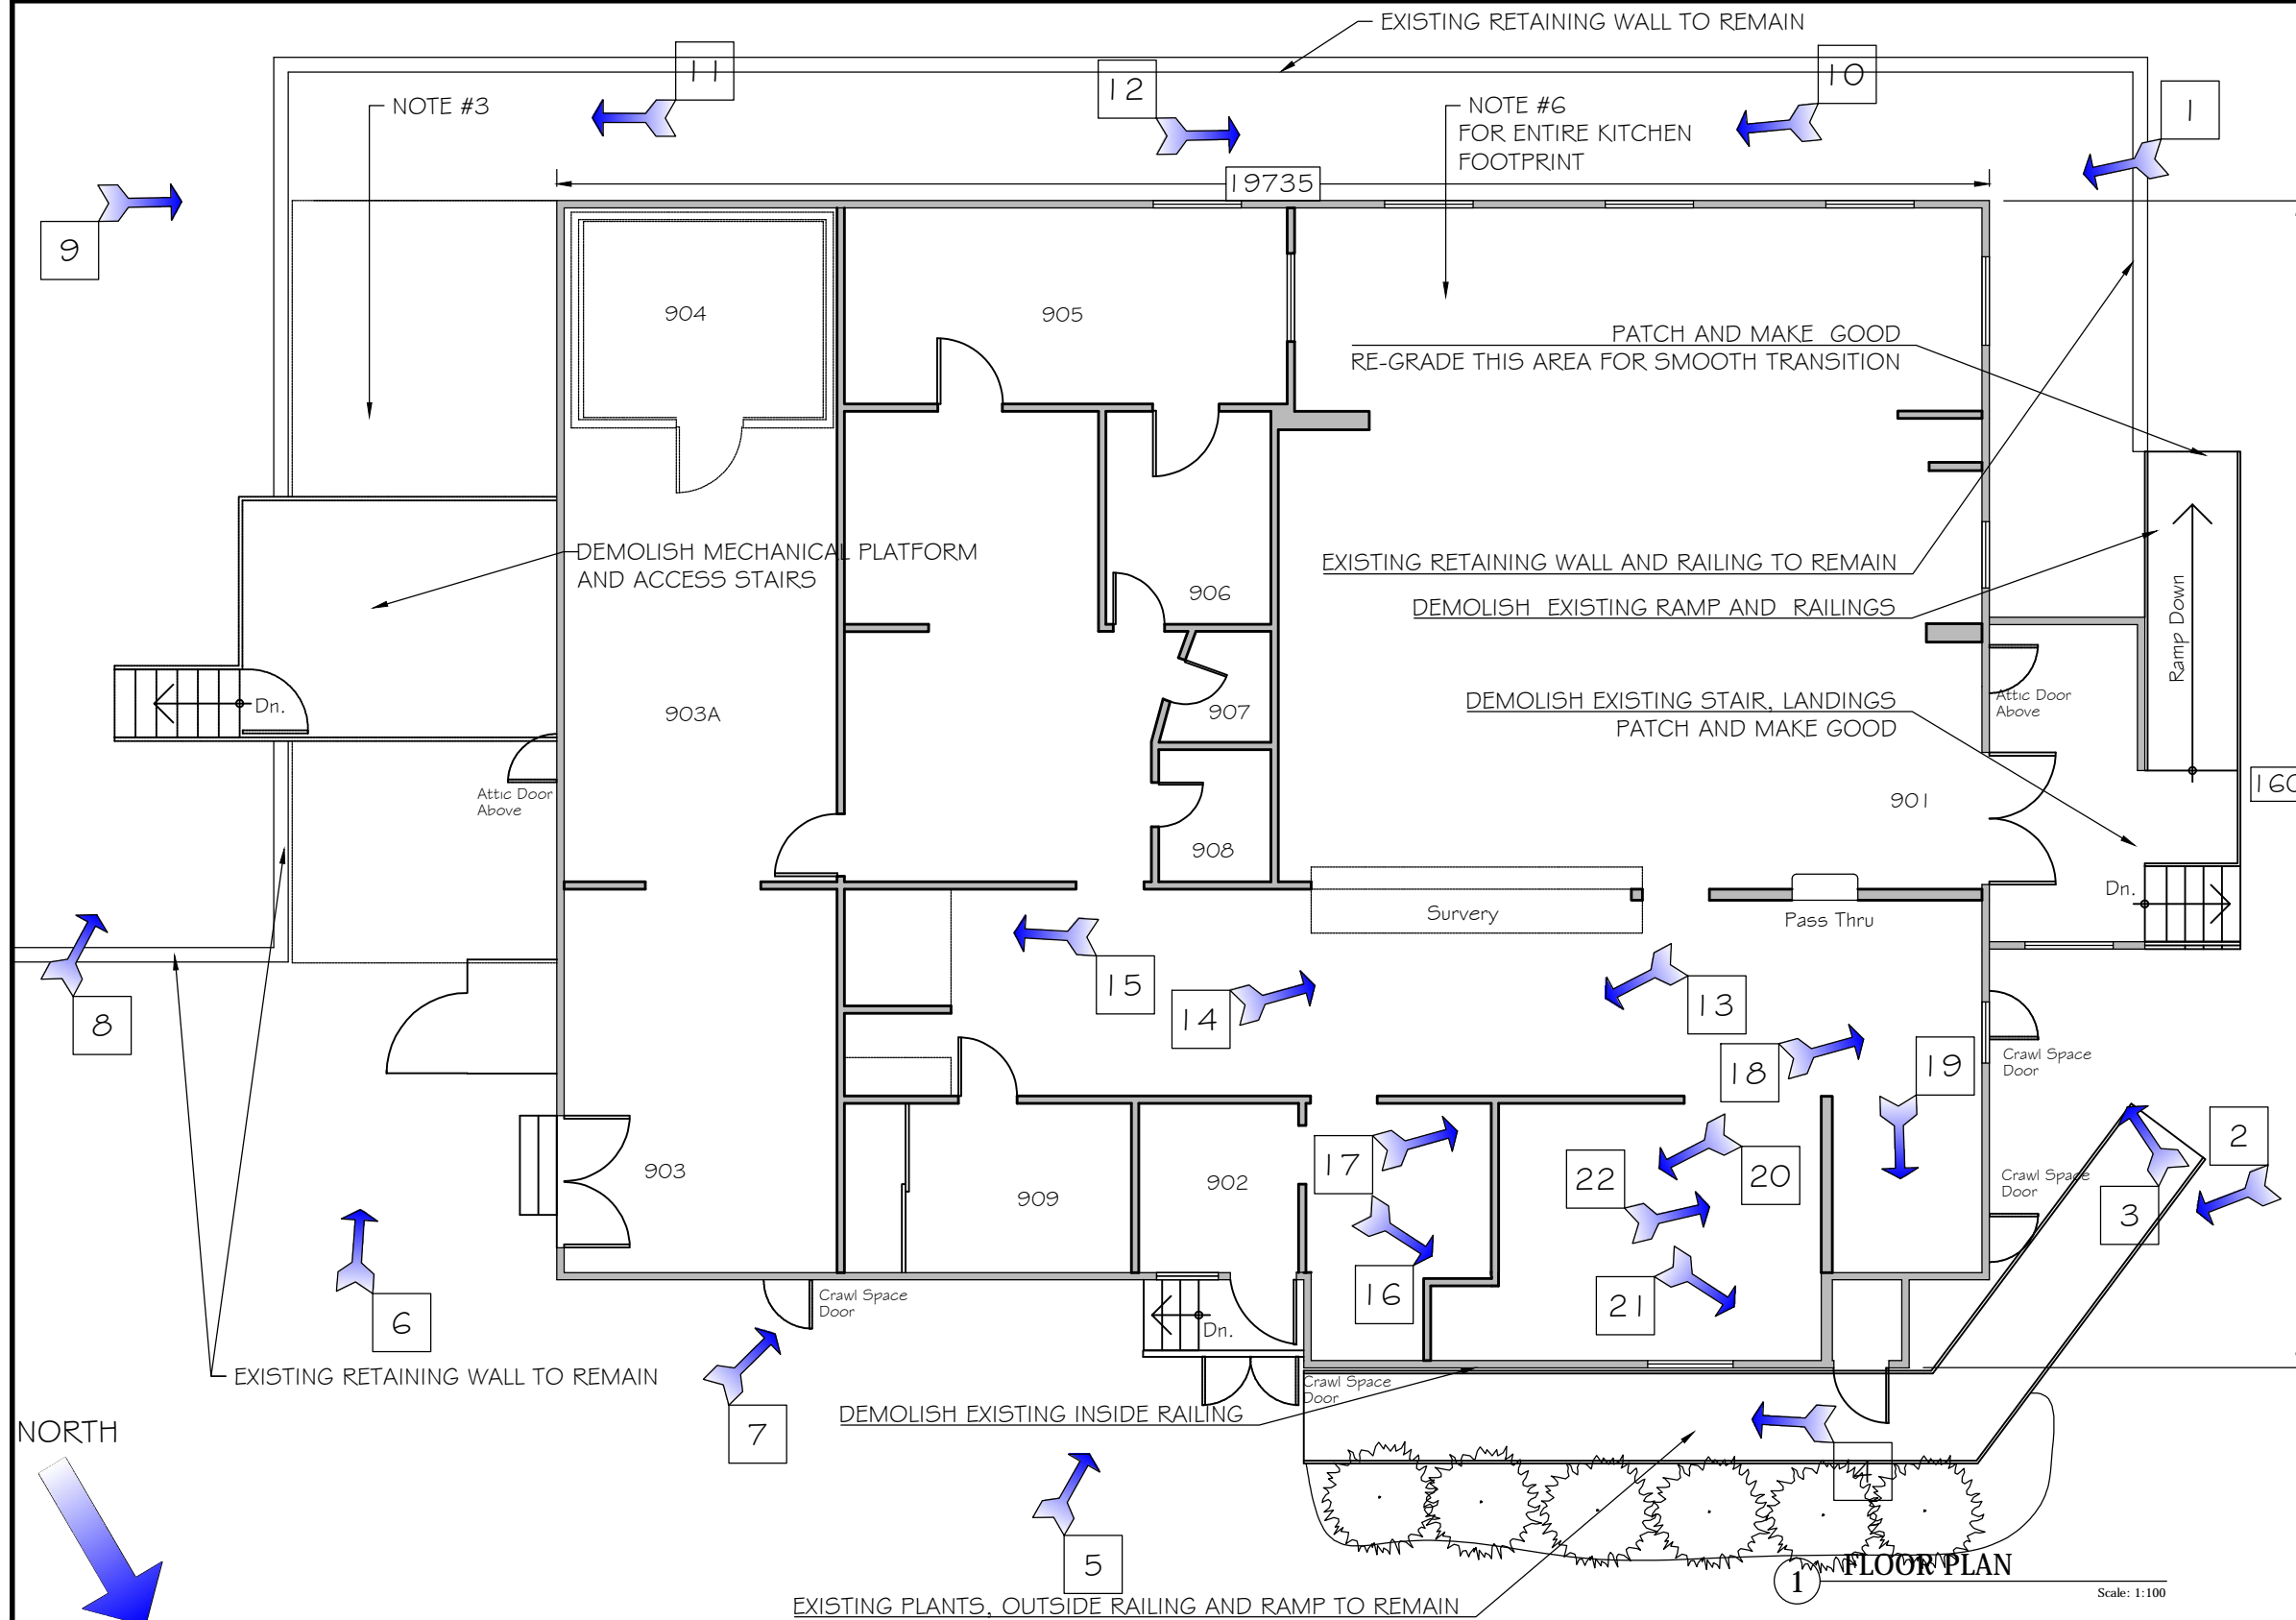 EXISTING RETAINING WALL TO REMAIN
11
12
10
1
NOTE #3
NOTE #6
FOR ENTIRE KITCHEN
FOOTPRINT
19735
9
904
905
PATCH AND MAKE GOOD
RE-GRADE THIS AREA FOR SMOOTH TRANSITION
DEMOLISH MECHANICAL PLATFORM
AND ACCESS STAIRS
EXISTING RETAINING WALL AND RAILING TO REMAIN
906
DEMOLISH EXISTING RAMP AND RAILINGS
Ramp Down
Dn.
903A
907
DEMOLISH EXISTING STAIR, LANDINGS
PATCH AND MAKE GOOD
Attic Door
Above
Attic Door
Above
901
160
908
Dn.
Survery
Pass Thru
8
15
14
13
18
19
Crawl Space
Door
903
909
902
17
22
20
Crawl Space
Door
2
3
16
21
6
Crawl Space
Door
Dn.
EXISTING RETAINING WALL TO REMAIN
Crawl Space
Door
7
DEMOLISH EXISTING INSIDE RAILING
NORTH
4
5
1
FLOOR PLAN
Scale: 1:100
EXISTING PLANTS, OUTSIDE RAILING AND RAMP TO REMAIN